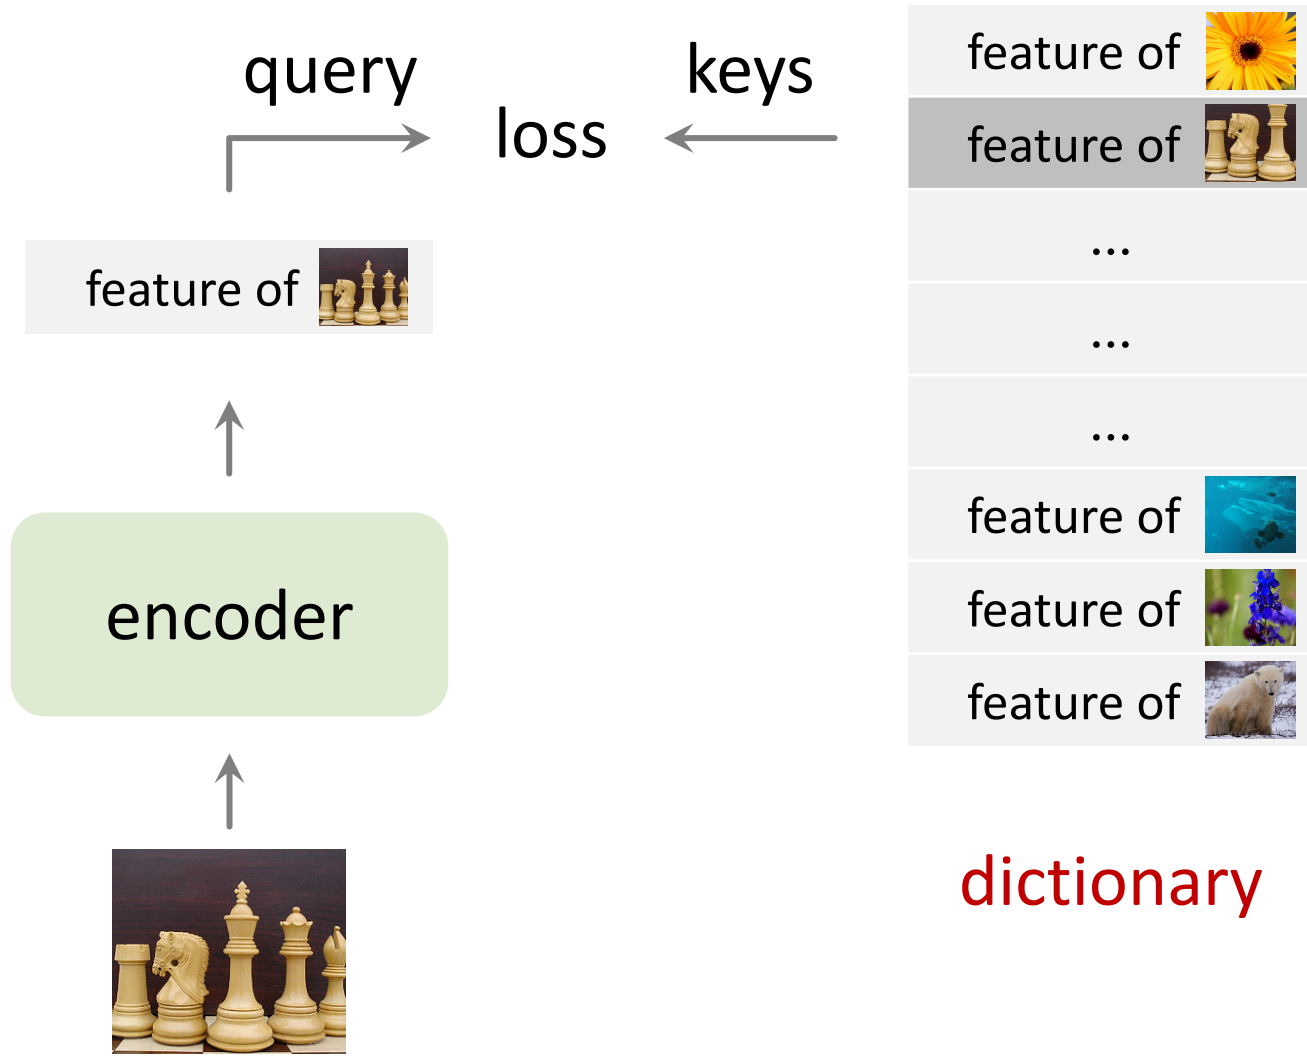 query
keys
loss
feature of
encoder
feature of
feature of
...
...
...
feature of
feature of
feature of
dictionary